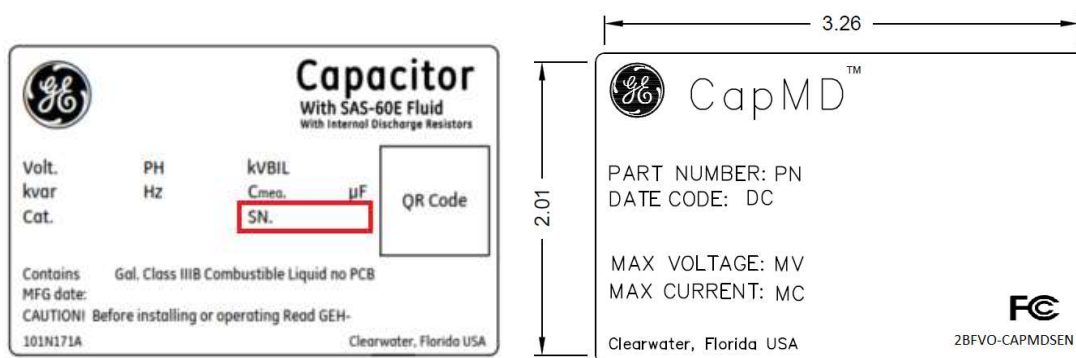 GE
Capacitor
With SAS-60E Fluid
With Internal Discharge Resistors
Volt. PH kVBIL
kvar Hz Cmea. µF
Cat. SN.
QR Code
Contains Gal. Class IIIB Combustible Liquid no PCB
MFG date:
CAUTION! Before installing or operating Read GEH-
101N171A Clearwater, Florida USA
3.26
2.01
GE
CapMD™
PART NUMBER: PN
DATE CODE: DC
MAX VOLTAGE: MV
MAX CURRENT: MC
FC
Clearwater, Florida USA 2BFVO-CAPMDSEN